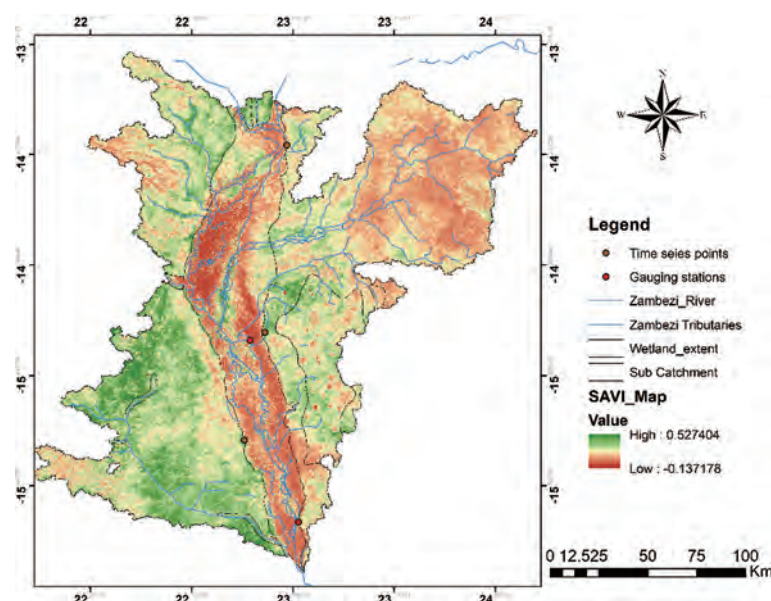 22 22 23 23 24
-13
-14
-14
-15
-15
-13
-14
-14
-15
-15
22 22 23 23 24
N
W E
S
Legend
Time seies points
Gauging stations
Zambezi_River
Zambezi Tributaries
Wetland_extent
Sub Catchment
SAVI_Map
Value
High : 0.527404
Low : -0.137178
0 12.525 50 75 100
Km